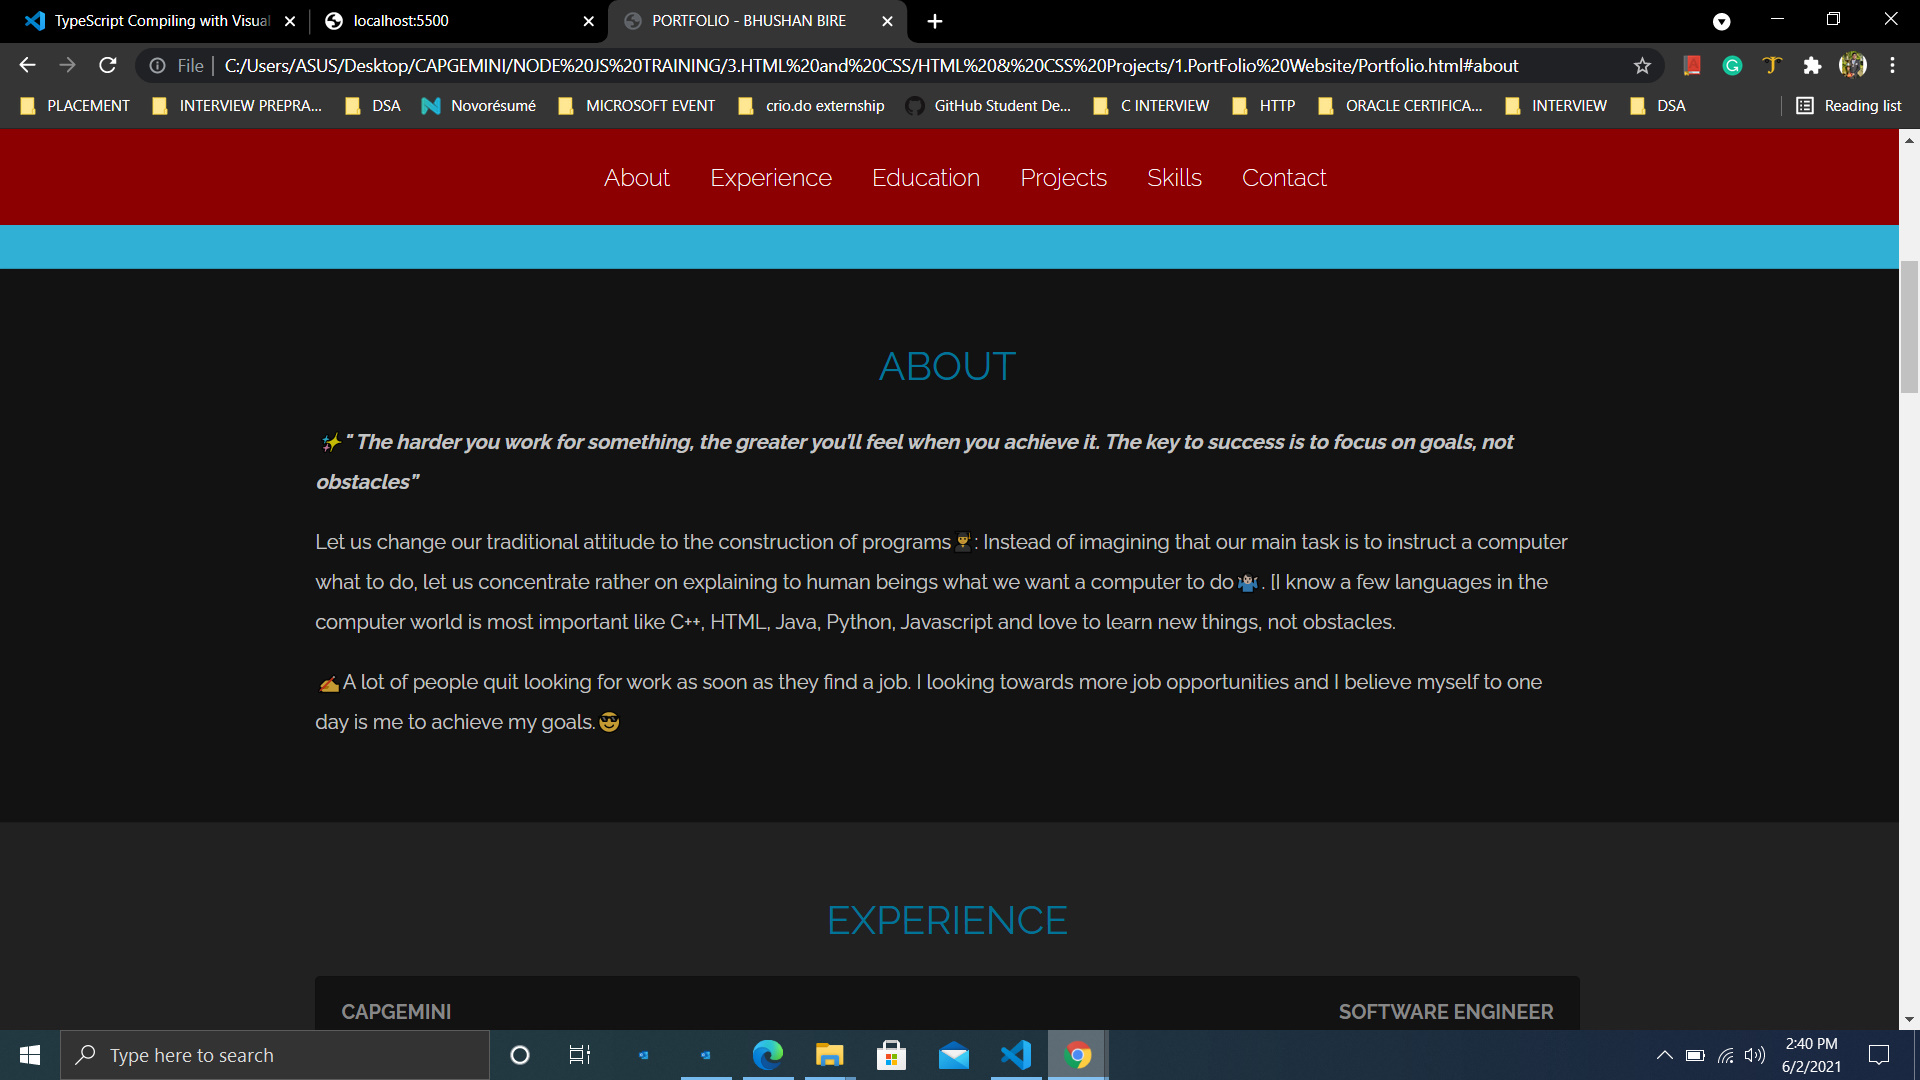 TypeScript Compiling with Visual
localhost:5500
PORTFOLIO - BHUSHAN BIRE
File
C:/Users/ASUS/Desktop/CAPGEMINI/NODE%20JS%20TRAINING/3.HTML%20and%20CSS/HTML%20&%20CSS%20Projects/1.PortFolio%20Website/Portfolio.html#about
PLACEMENT
INTERVIEW PREPRA...
DSA
Novorésumé
MICROSOFT EVENT
crio.do externship
GitHub Student De...
C INTERVIEW
HTTP
ORACLE CERTIFICA...
INTERVIEW
DSA
Reading list
About Experience Education Projects Skills Contact
ABOUT
✨" The harder you work for something, the greater you'll feel when you achieve it. The key to success is to focus on goals, not
obstacles"
Let us change our traditional attitude to the construction of programs👨‍🎓: Instead of imagining that our main task is to instruct a computer
what to do, let us concentrate rather on explaining to human beings what we want a computer to do🤷. [I know a few languages in the
computer world is most important like C++, HTML, Java, Python, Javascript and love to learn new things, not obstacles.
✍A lot of people quit looking for work as soon as they find a job. I looking towards more job opportunities and I believe myself to one
day is me to achieve my goals.😎
EXPERIENCE
CAPGEMINI
SOFTWARE ENGINEER
Type here to search
2:40 PM
6/2/2021